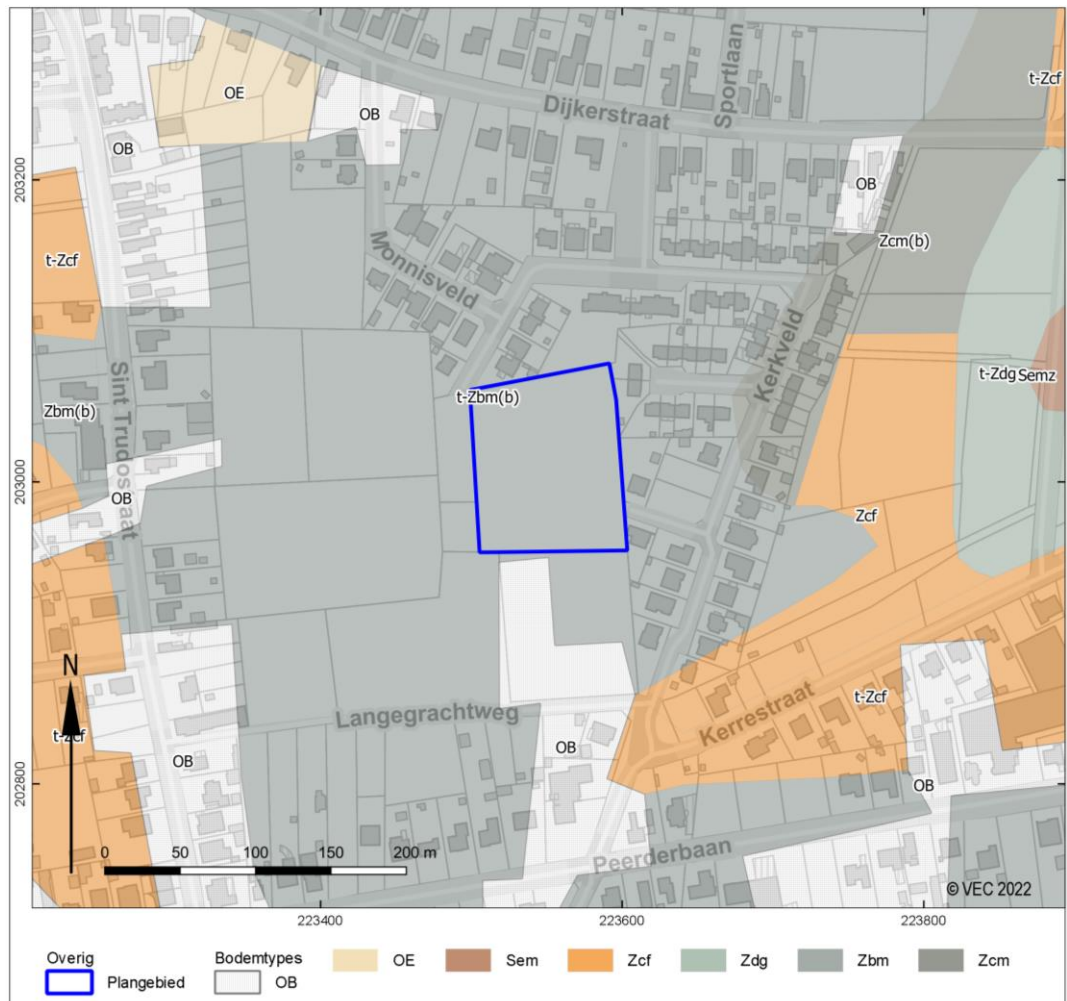 t-Zcf
OE
OB
Dijkerstraat
Sportlaan
OB
OB
203200
Zcm(b)
t-Zcf
Monnisveld
Kerkveld
Sint Trudostraat
t-Zdg Semz
t-Zbm(b)
Zbm(b)
203000
OB
Zcf
N
Langegrachtweg
Kerrestraat
t-Zcf
t-Zcf
OB
OB
OB
202800
0 50 100 150 200 m
Peerderbaan
© VEC 2022
223400 223600 223800
Overig Bodemtypes OE Sem Zcf Zdg Zbm Zcm
Plangebied OB